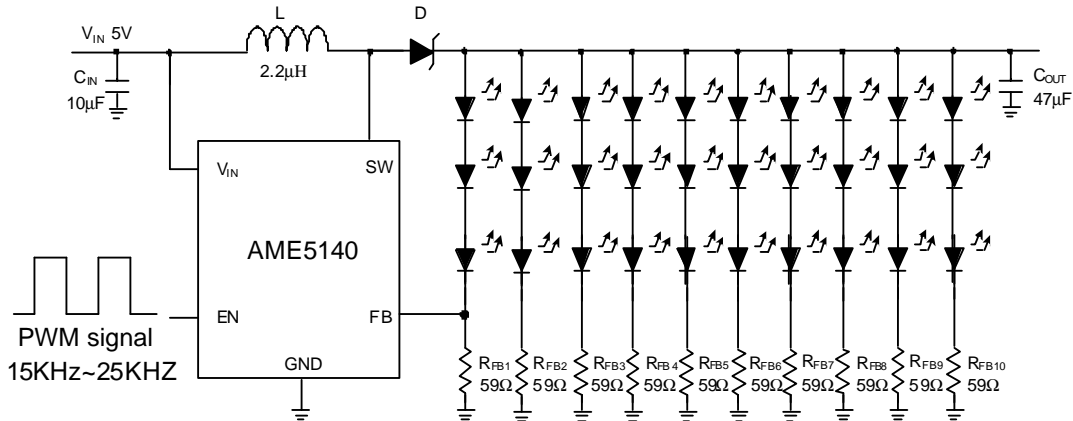 L
D
VIN 5V
2.2μH
CIN
10μF
COUT
47μF
VIN
SW
AME5140
EN
FB
GND
PWM signal
15KHz~25KHZ
RFB1
59Ω
RFB2
59Ω
RFB3
59Ω
RFB4
59Ω
RFB5
59Ω
RFB6
59Ω
RFB7
59Ω
RFB8
59Ω
RFB9
59Ω
RFB10
59Ω